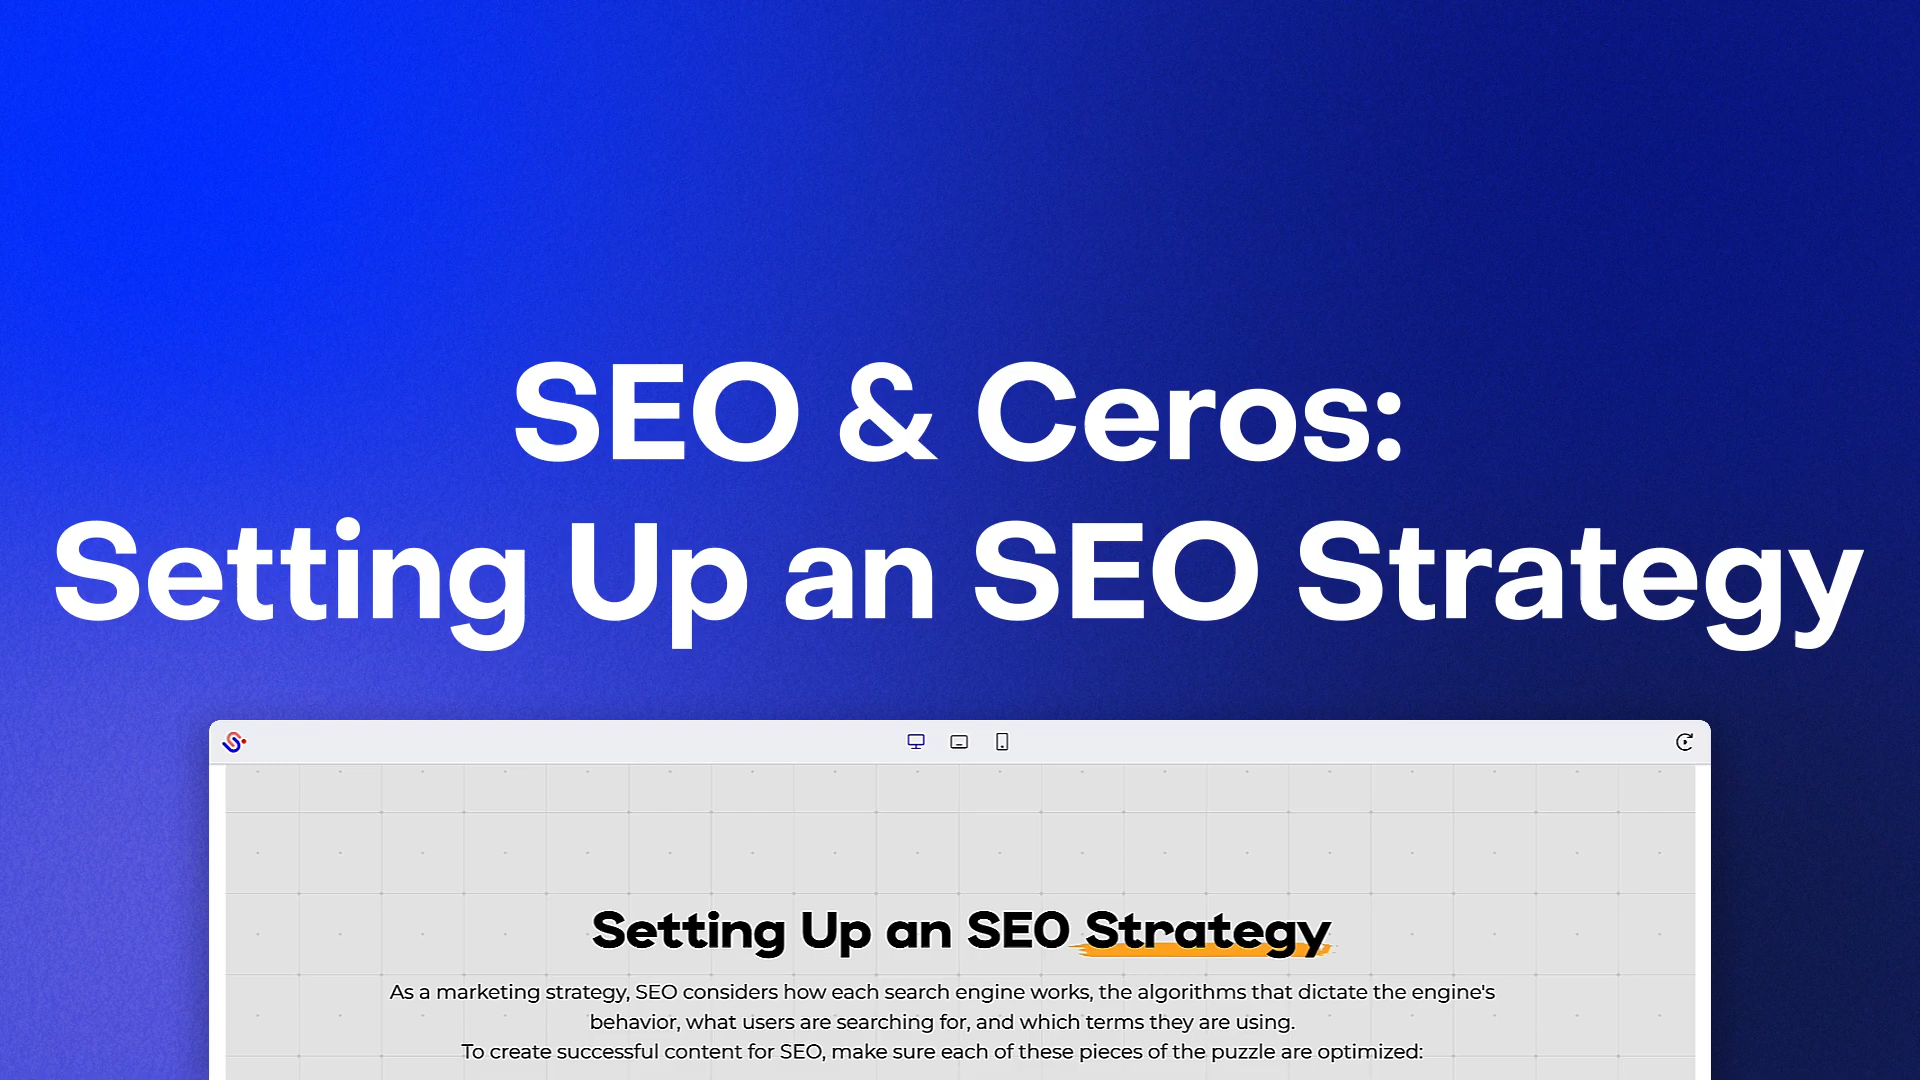 SEO & Ceros:
Setting Up an SEO Strategy
Setting Up an SEO Strategy
As a marketing strategy, SEO considers how each search engine works, the algorithms that dictate the engine's
behavior, what users are searching for, and which terms they are using.
To create successful content for SEO, make sure each of these pieces of the puzzle are optimized: